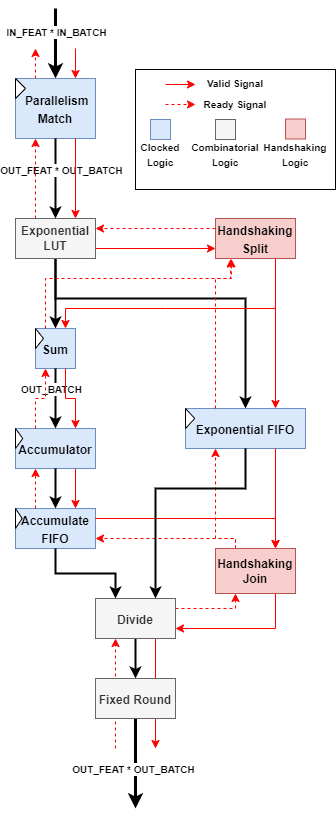 IN_FEAT * IN_BATCH
Parallelism
Match
Valid Signal
Ready Signal
Clocked
Logic
Combinatorial
Logic
Handshaking
Logic
OUT_FEAT * OUT_BATCH
Exponential
LUT
Handshaking
Split
Sum
OUT_BATCH
Exponential FIFO
Accumulator
Accumulate
FIFO
Handshaking
Join
Divide
Fixed Round
OUT_FEAT * OUT_BATCH